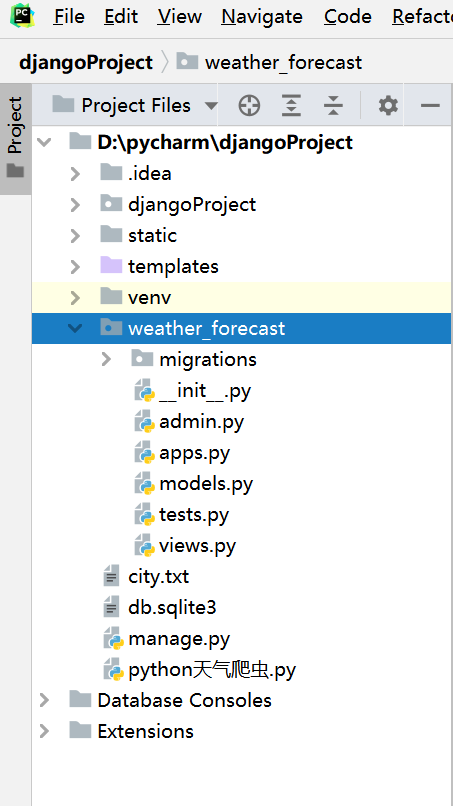 PC File Edit View Navigate Code Refacto
djangoProject weather_forecast
Project
Project Files
D:\pycharm\djangoProject
.idea
djangoProject
static
templates
venv
weather_forecast
migrations
__init__.py
admin.py
apps.py
models.py
tests.py
views.py
city.txt
db.sqlite3
manage.py
python天气爬虫.py
Database Consoles
Extensions